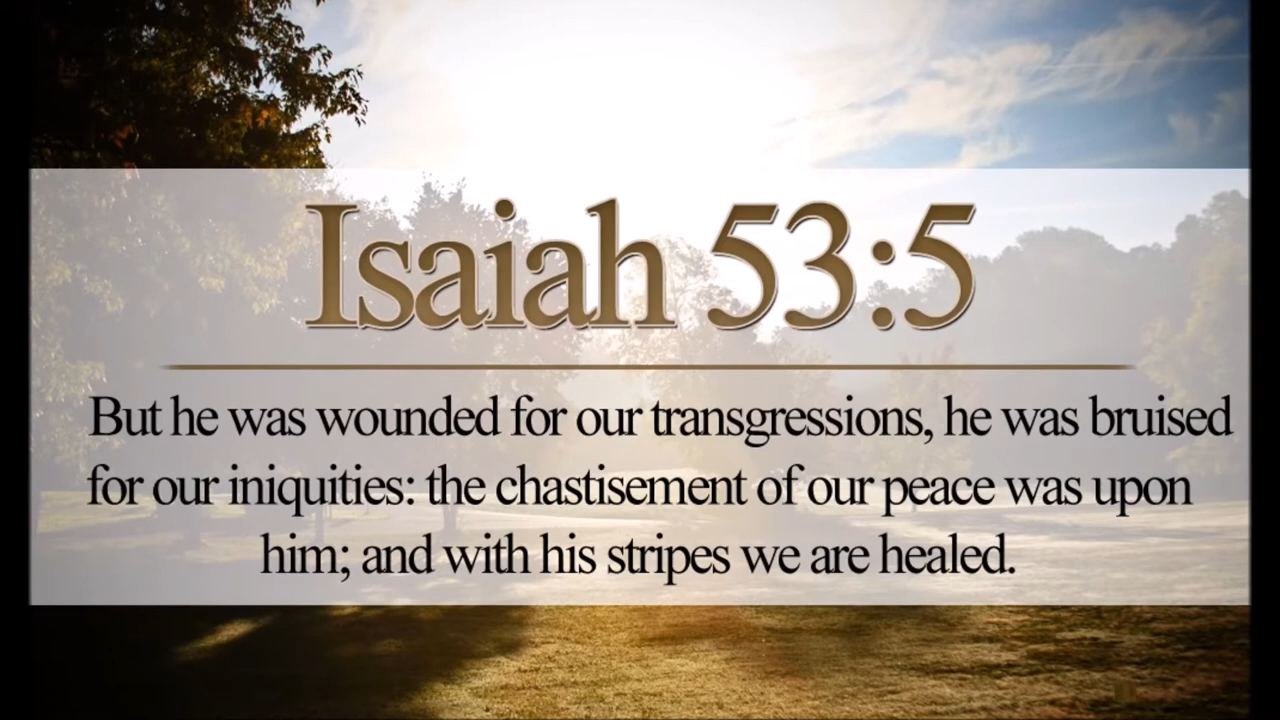 Isaiah 53:5
But he was wounded for our transgressions, he was bruised
for our iniquities: the chastisement of our peace was upon
him; and with his stripes we are healed.